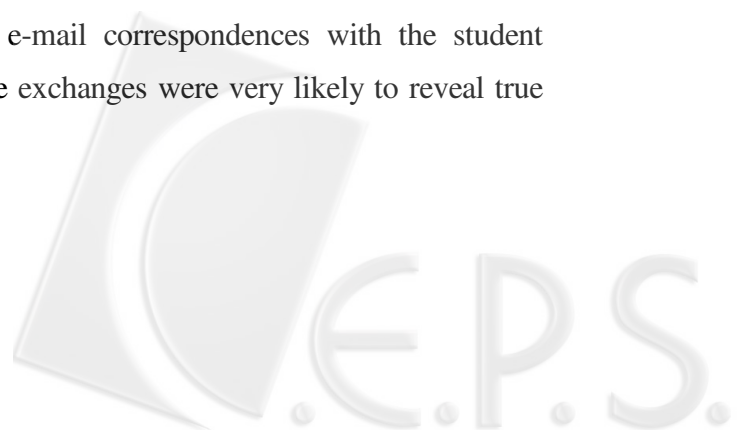 e-mail correspondences with the student
e exchanges were very likely to reveal true
C.E.P.S.